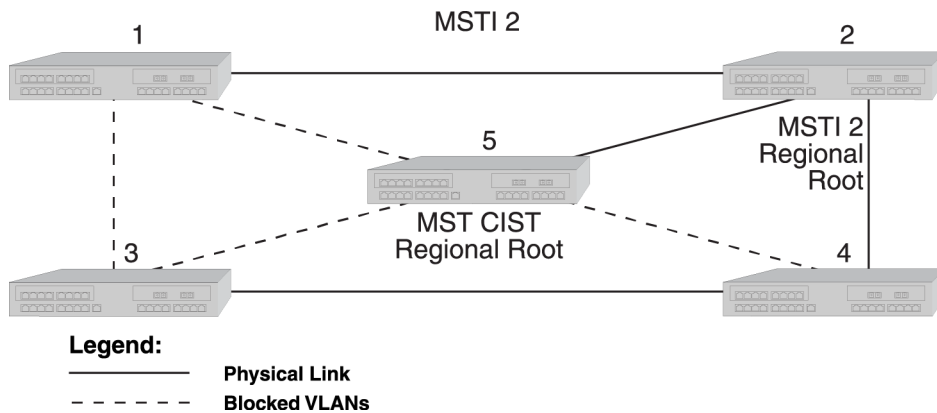 MSTI 2
1
2
5
MSTI 2
Regional
Root
MST CIST
Regional Root
3
4
Legend:
Physical Link
Blocked VLANs